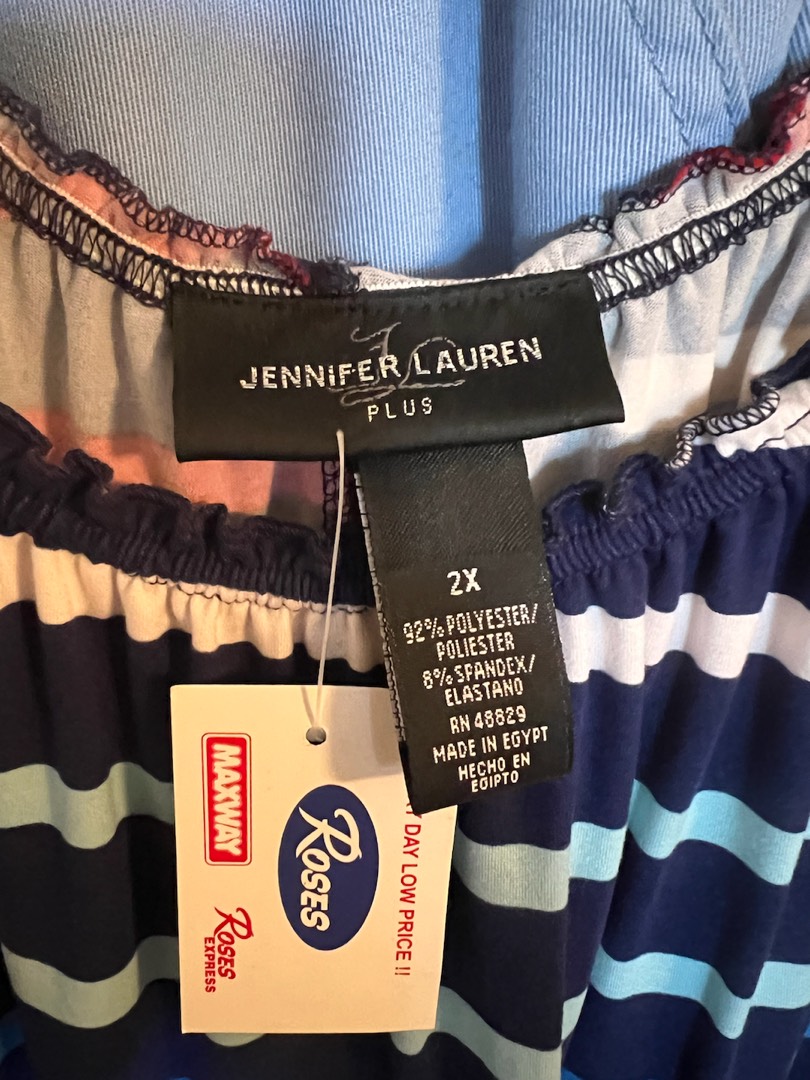 JENNIFER LAUREN
PLUS
2X
92% POLYESTER/
POLIESTER
8% SPANDEX/
ELASTANO
RN 48829
MADE IN EGYPT
HECHO EN
EGIPTO
MAXWAY
ROSES
ROSES
EXPRESS
DAY LOW PRICE !!